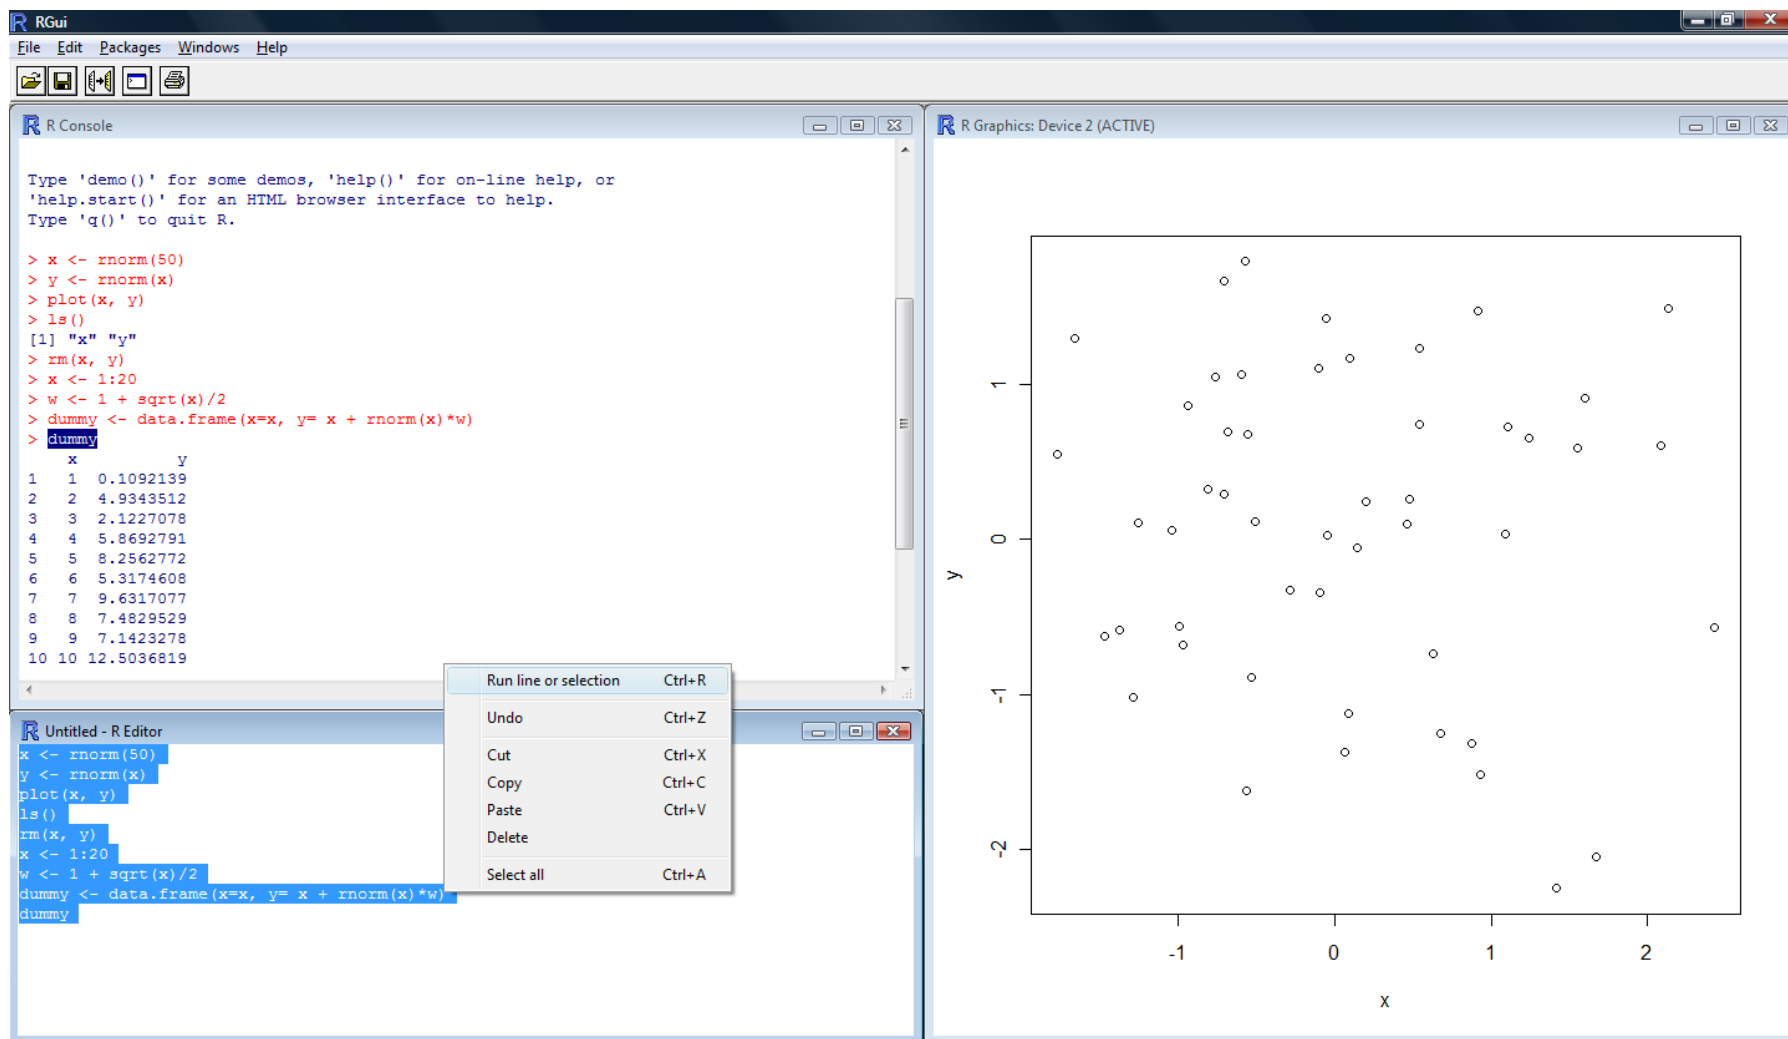 RGui
File Edit Packages Windows Help
R Console
Type 'demo()' for some demos, 'help()' for on-line help, or
'help.start()' for an HTML browser interface to help.
Type 'q()' to quit R.
> x <- rnorm(50)
> y <- rnorm(x)
> plot(x, y)
> ls()
[1] "x" "y"
> rm(x, y)
> x <- 1:20
> w <- 1 + sqrt(x)/2
> dummy <- data.frame(x=x, y= x + rnorm(x)*w)
> dummy
x y
1 1 0.1092139
2 2 4.9343512
3 3 2.1227078
4 4 5.8692791
5 5 8.2562772
6 6 5.3174608
7 7 9.6317077
8 8 7.4829529
9 9 7.1423278
10 10 12.5036819
Untitled - R Editor
x <- rnorm(50)
y <- rnorm(x)
plot(x, y)
ls()
rm(x, y)
x <- 1:20
w <- 1 + sqrt(x)/2
dummy <- data.frame(x=x, y= x + rnorm(x)*w)
dummy
Run line or selection Ctrl+R
Undo Ctrl+Z
Cut Ctrl+X
Copy Ctrl+C
Paste Ctrl+V
Delete
Select all Ctrl+A
R Graphics: Device 2 (ACTIVE)
1
0
-1
-2
y
-1 0 1 2
x